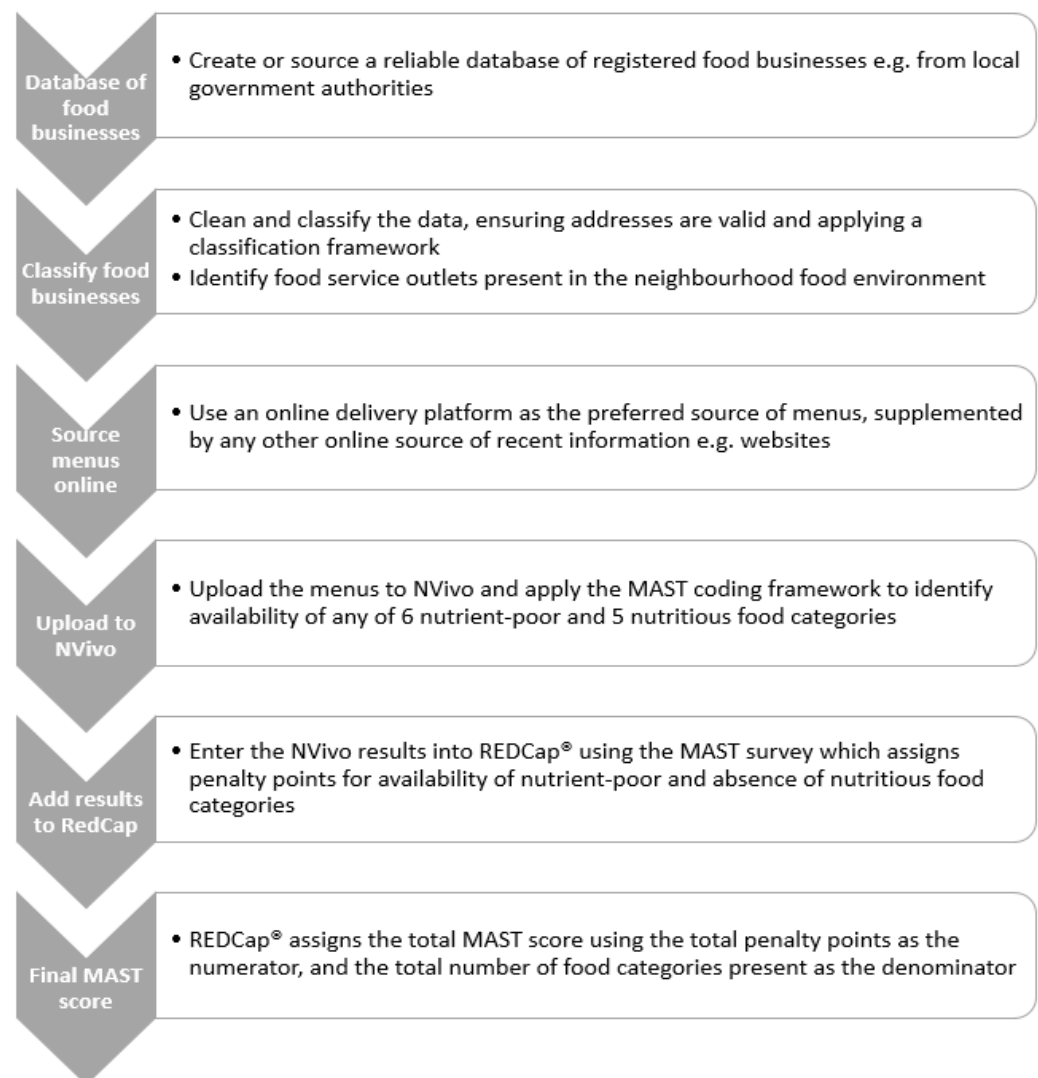 Database of
food
businesses
• Create or source a reliable database of registered food businesses e.g. from local
government authorities
Classify food
businesses
• Clean and classify the data, ensuring addresses are valid and applying a
classification framework
• Identify food service outlets present in the neighbourhood food environment
Source
menus
online
• Use an online delivery platform as the preferred source of menus, supplemented
by any other online source of recent information e.g. websites
Upload to
NVivo
• Upload the menus to NVivo and apply the MAST coding framework to identify
availability of any of 6 nutrient-poor and 5 nutritious food categories
Add results
to RedCap
• Enter the NVivo results into REDCap® using the MAST survey which assigns
penalty points for availability of nutrient-poor and absence of nutritious food
categories
Final MAST
score
• REDCap® assigns the total MAST score using the total penalty points as the
numerator, and the total number of food categories present as the denominator